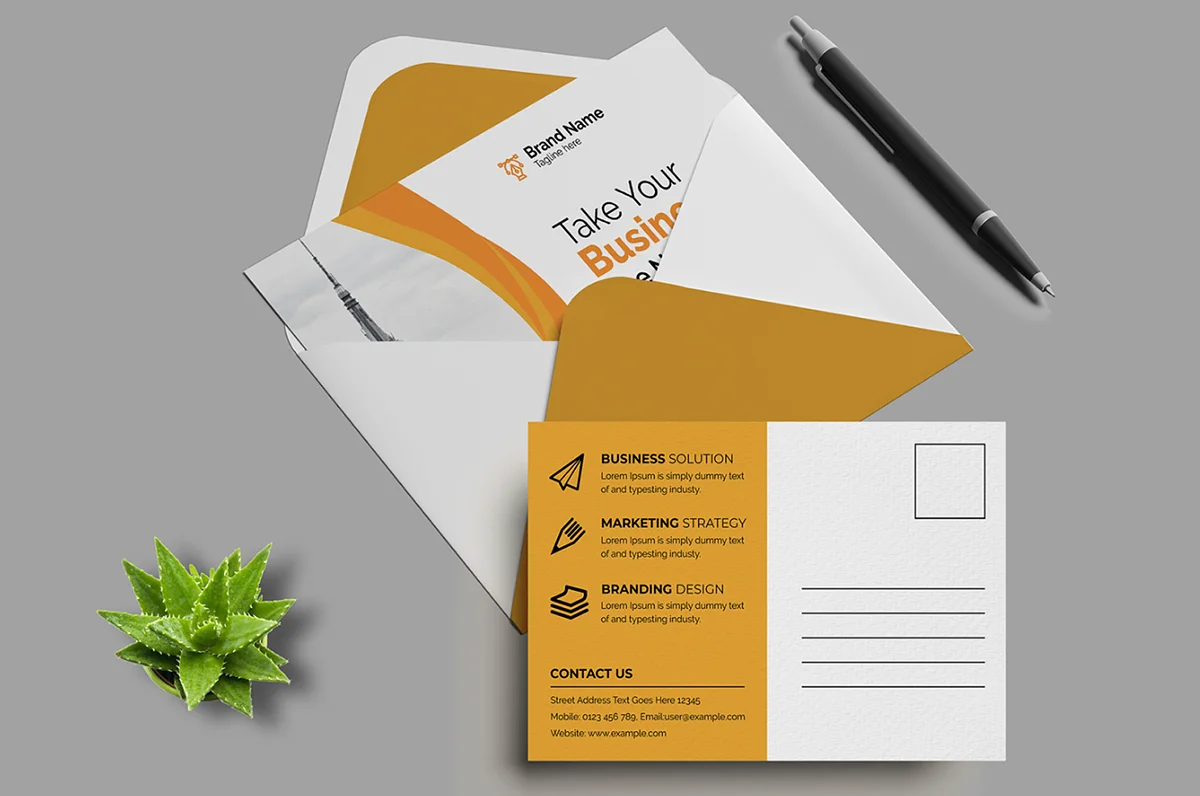 Brand Name
Tagline here
Take Your
BUSINESS SOLUTION
Lorem Ipsum is simply dummy text
of and typesting industy.
MARKETING STRATEGY
Lorem Ipsum is simply dummy text
of and typesting industy.
BRANDING DESIGN
Lorem Ipsum is simply dummy text
of and typesting industy.
CONTACT US
Street Address Text Goes Here 12345
Mobile: 0123 456 789, Email:user@example.com
Website: www.example.com